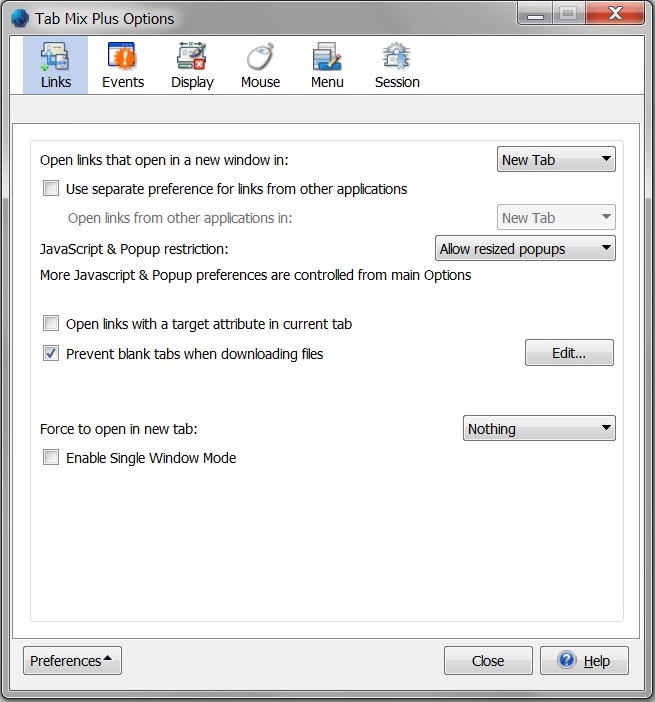 Tab Mix Plus Options
Links Events Display Mouse Menu Session
Open links that open in a new window in: New Tab
Use separate preference for links from other applications
Open links from other applications in: New Tab
JavaScript & Popup restriction: Allow resized popups
More Javascript & Popup preferences are controlled from main Options
Open links with a target attribute in current tab
Prevent blank tabs when downloading files Edit...
Force to open in new tab: Nothing
Enable Single Window Mode
Preferences Close Help